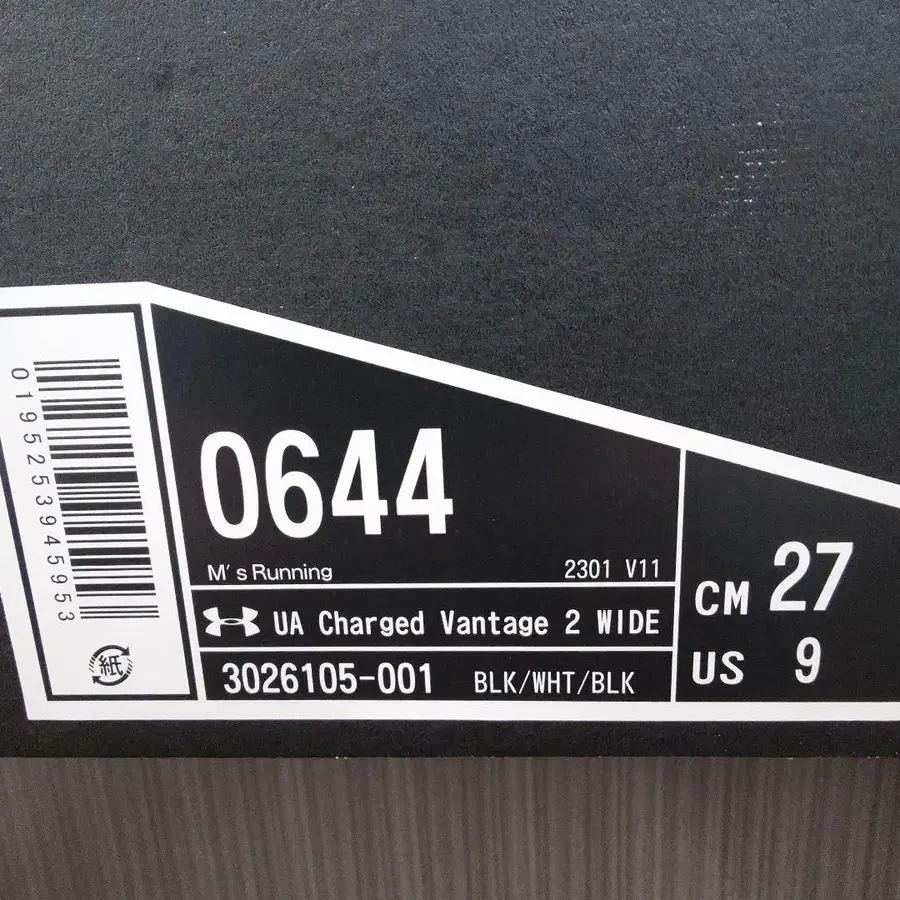 0195253945953
紙
0644
M's Running 2301 V11
UA Charged Vantage 2 WIDE
3026105-001 BLK/WHT/BLK
CM 27
US 9